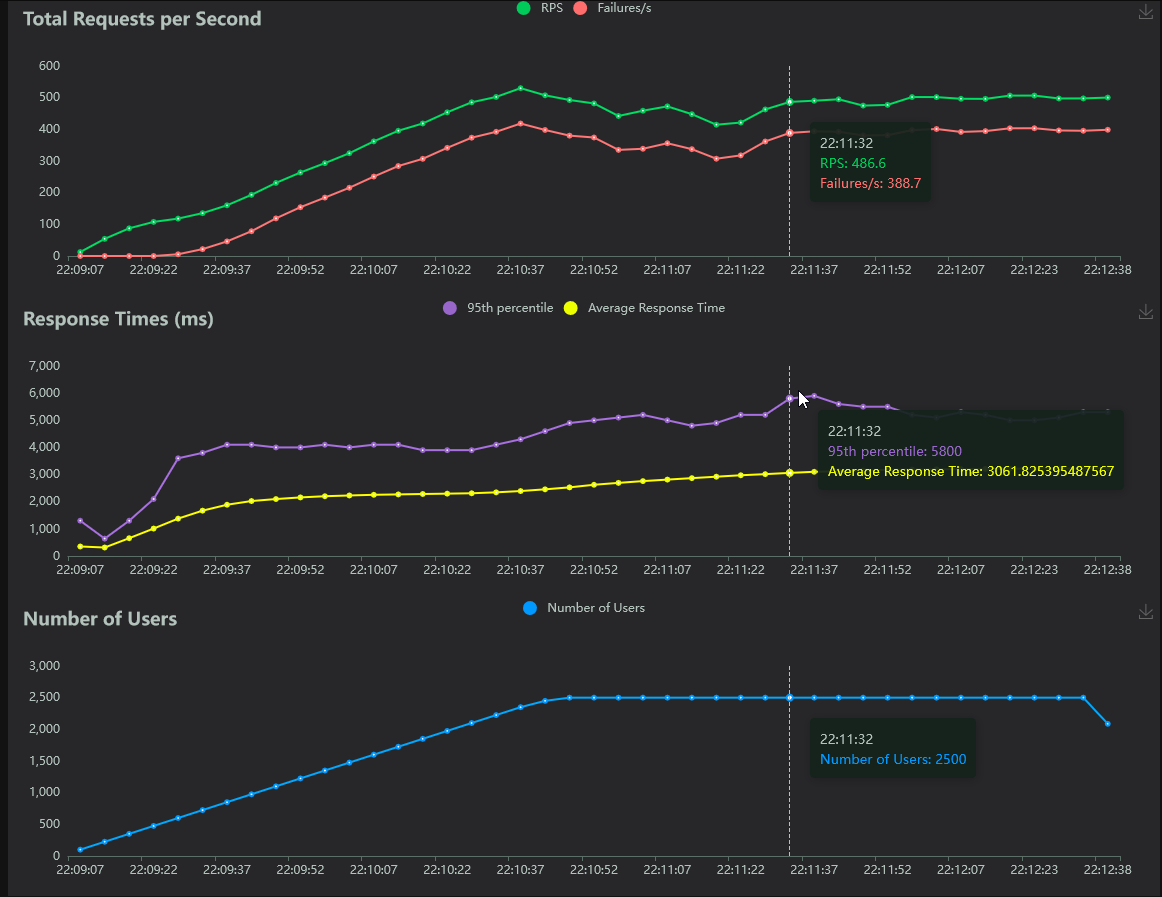 Total Requests per Second
RPS Failures/s
600
500
400
300
200
100
0
22:11:32
RPS: 486.6
Failures/s: 388.7
22:09:07 22:09:22 22:09:37 22:09:52 22:10:07 22:10:22 22:10:37 22:10:52 22:11:07 22:11:22 22:11:37 22:11:52 22:12:07 22:12:23 22:12:38
Response Times (ms)
95th percentile Average Response Time
7,000
6,000
5,000
4,000
3,000
2,000
1,000
0
22:11:32
95th percentile: 5800
Average Response Time: 3061.825395487567
22:09:07 22:09:22 22:09:37 22:09:52 22:10:07 22:10:22 22:10:37 22:10:52 22:11:07 22:11:22 22:11:37 22:11:52 22:12:07 22:12:23 22:12:38
Number of Users
Number of Users
3,000
2,500
2,000
1,500
1,000
500
0
22:11:32
Number of Users: 2500
22:09:07 22:09:22 22:09:37 22:09:52 22:10:07 22:10:22 22:10:37 22:10:52 22:11:07 22:11:22 22:11:37 22:11:52 22:12:07 22:12:23 22:12:38